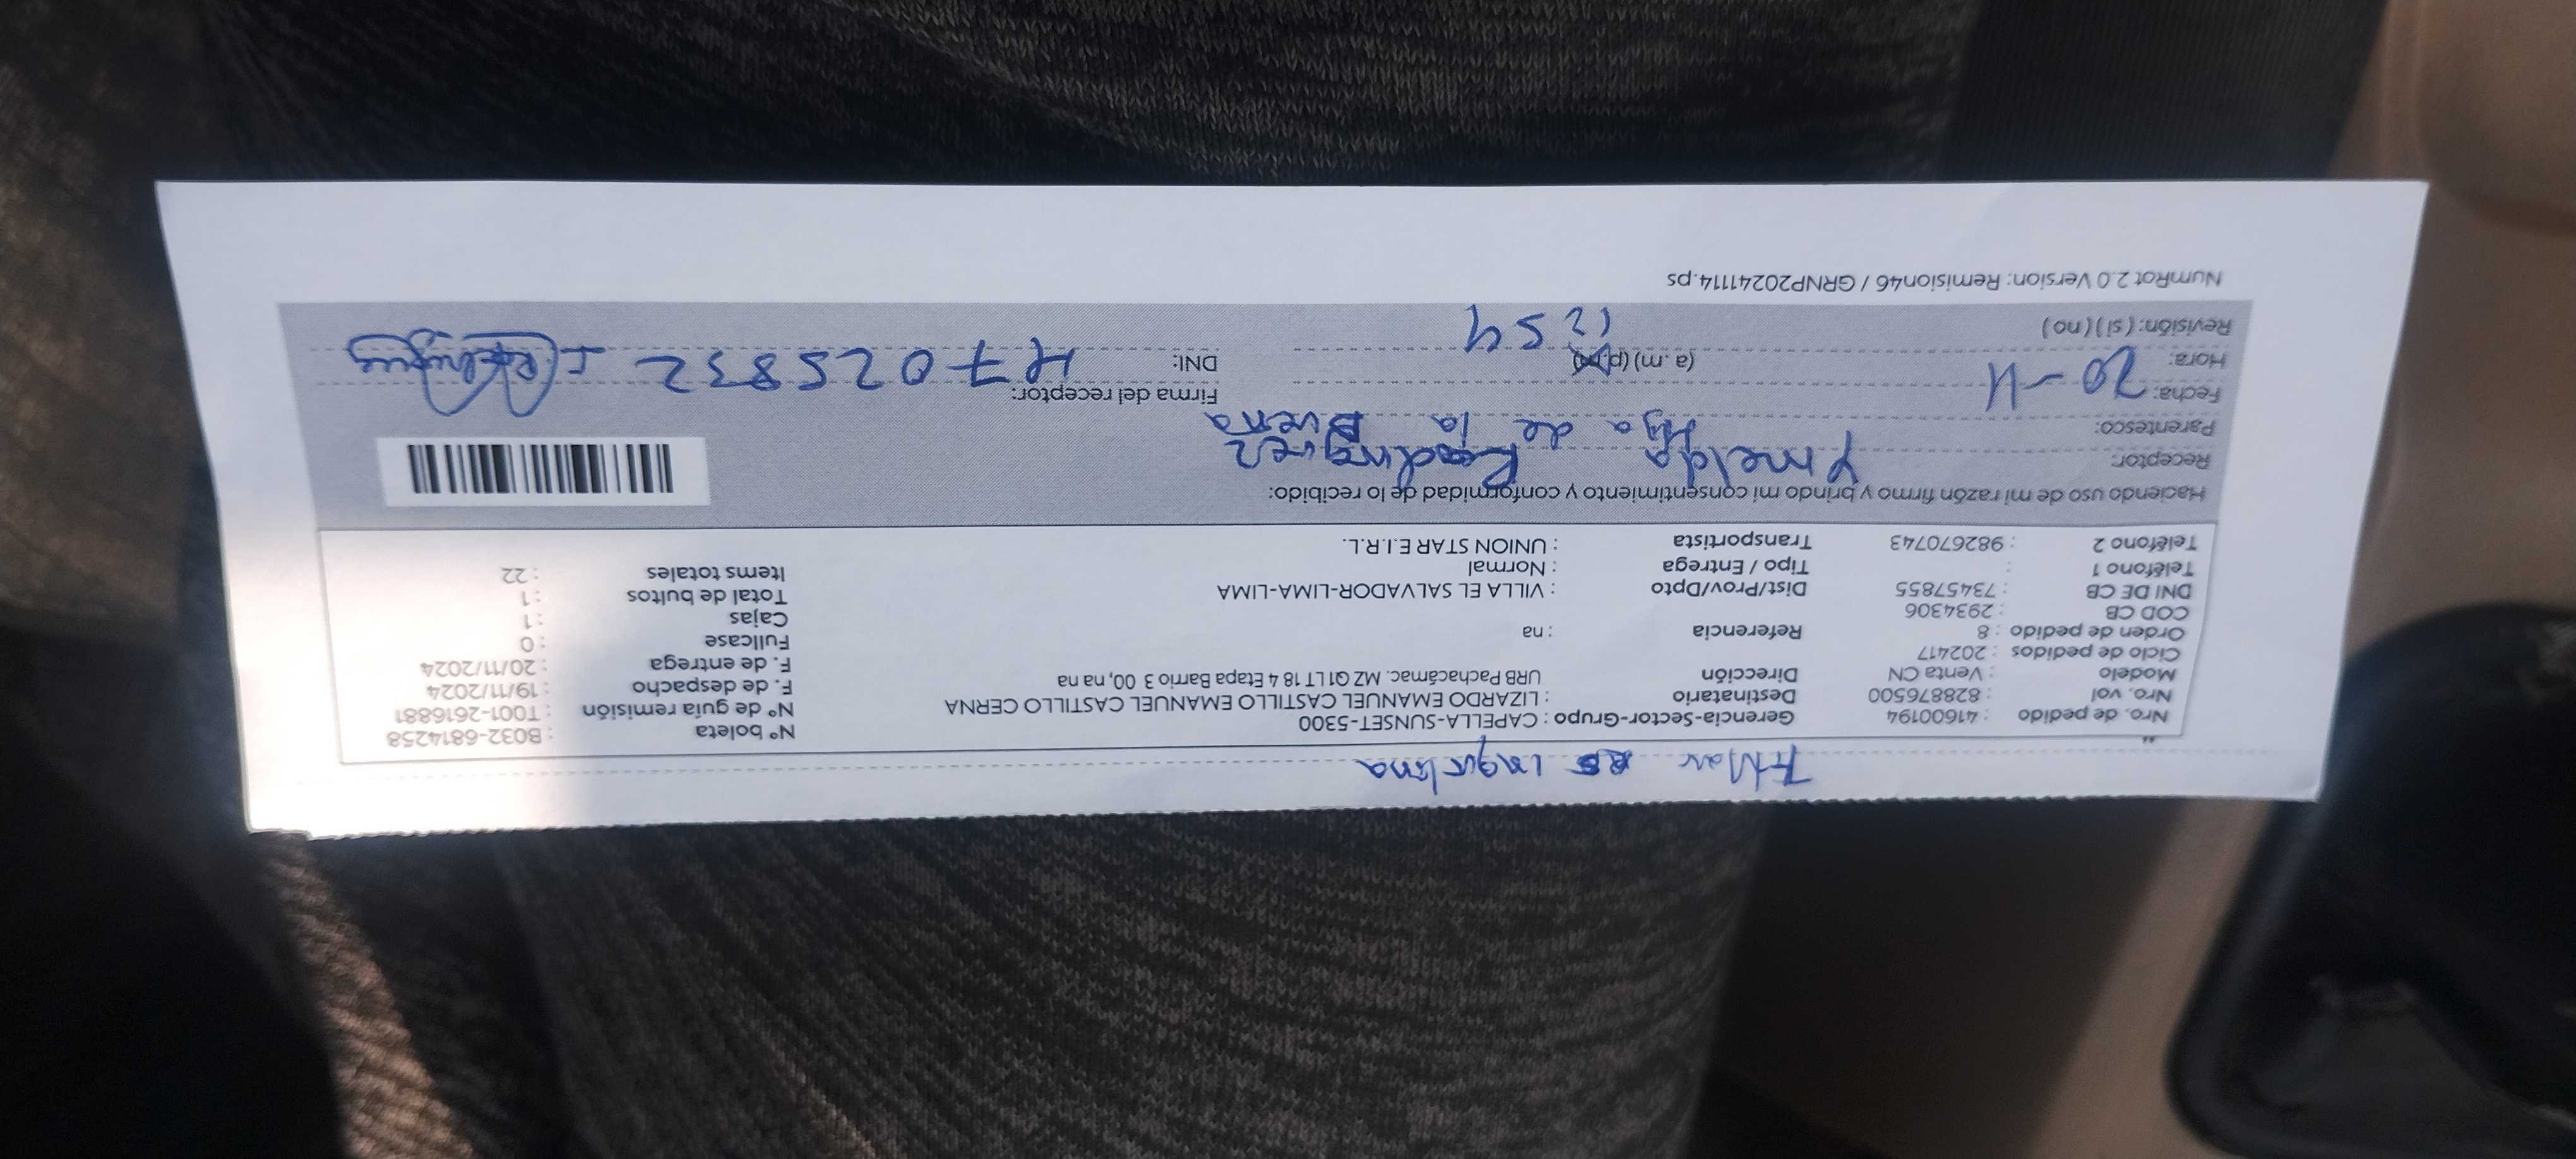 Titular es inquilina
Nro. de pedido : 41600194 Gerencia-Sector-Grupo : CAPELLA-SUNSET-5300 Nº boleta : B032-6814258
Nro. vol : 828876500 Destinatario : LIZARDO EMANUEL CASTILLO EMANUEL CASTILLO CERNA Nº de guía remisión : T001-2616881
Modelo : Venta CN Dirección URB Pachacámac. MZ Q1 LT 18 4 Etapa Barrio 3 00, na na F. de despacho : 19/11/2024
Ciclo de pedidos : 202417 F. de entrega : 20/11/2024
Orden de pedido : 8 Referencia : na Fullcase : 0
COD CB : 2934306 Cajas : 1
DNI DE CB : 73457855 Dist/Prov/Dpto : VILLA EL SALVADOR-LIMA-LIMA Total de bultos : 1
Teléfono 1 : Tipo / Entrega : Normal Items totales : 22
Teléfono 2 : 982670743 Transportista : UNION STAR E.I.R.L.
Haciendo uso de mi razón firmo y brindo mi consentimiento y conformidad de lo recibido:
Receptor: Ymelda Rodriguez
Parentesco: Hija de la Buena
Fecha: 20-11 Firma del receptor:
Hora: 12 54 (a. m) (p.m) DNI: 47025832
Revisión: (si) (no)
NumRot 2.0 Version: Remision46 / GRNP20241114.ps